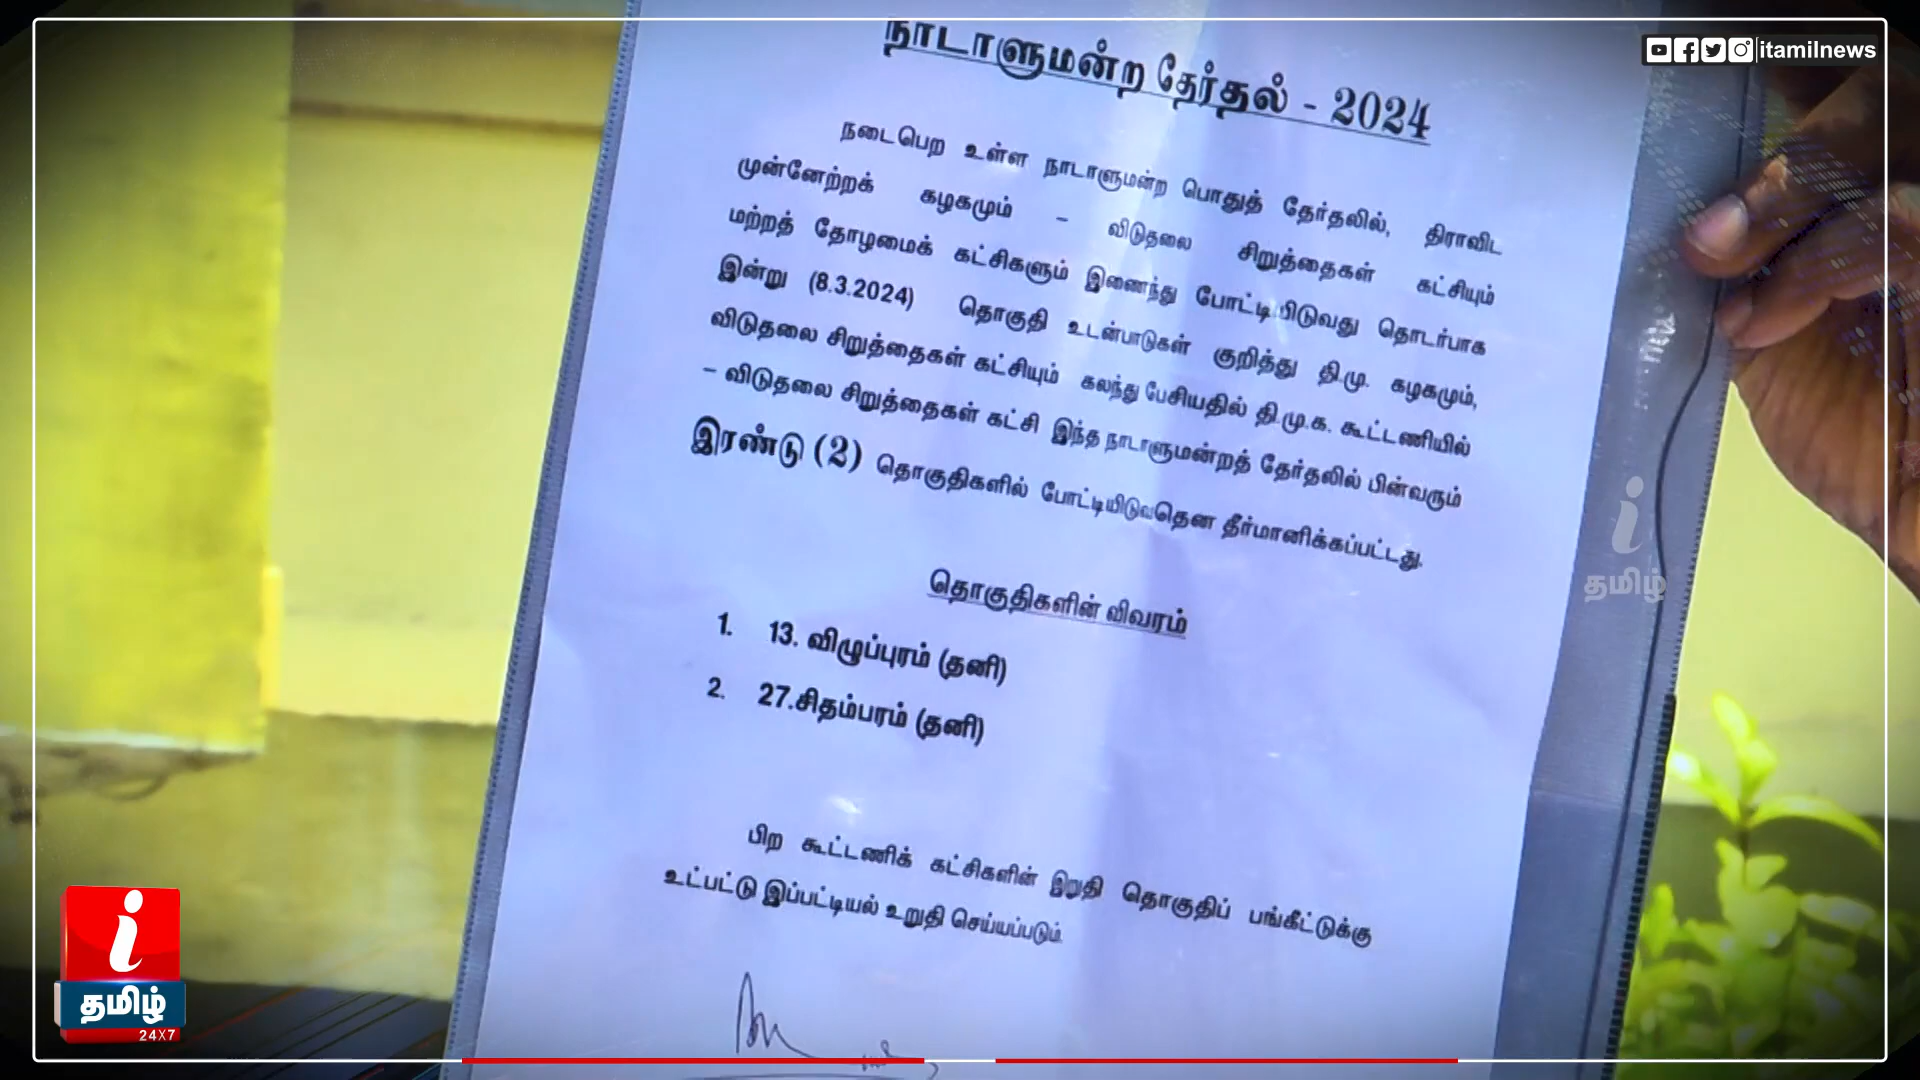 itamilnews
நாடாளுமன்ற தேர்தல் - 2024
நடைபெற உள்ள நாடாளுமன்ற பொதுத் தேர்தலில், திராவிட
முன்னேற்றக் கழகமும் – விடுதலை சிறுத்தைகள் கட்சியும்
மற்றத் தோழமைக் கட்சிகளும் இணைந்து போட்டியிடுவது தொடர்பாக
இன்று (8.3.2024) தொகுதி உடன்பாடுகள் குறித்து தி.மு. கழகமும்,
விடுதலை சிறுத்தைகள் கட்சியும் கலந்து பேசியதில் தி.மு.க. கூட்டணியில்
– விடுதலை சிறுத்தைகள் கட்சி இந்த நாடாளுமன்றத் தேர்தலில் பின்வரும்
இரண்டு (2) தொகுதிகளில் போட்டியிடுவதென தீர்மானிக்கப்பட்டது.
தொகுதிகளின் விவரம்
1. 13. விழுப்புரம் (தனி)
2. 27.சிதம்பரம் (தனி)
பிற கூட்டணிக் கட்சிகளின் இறுதி தொகுதிப் பங்கீட்டுக்கு
உட்பட்டு இப்பட்டியல் உறுதி செய்யப்படும்
i
தமிழ்
i
தமிழ்
24X7